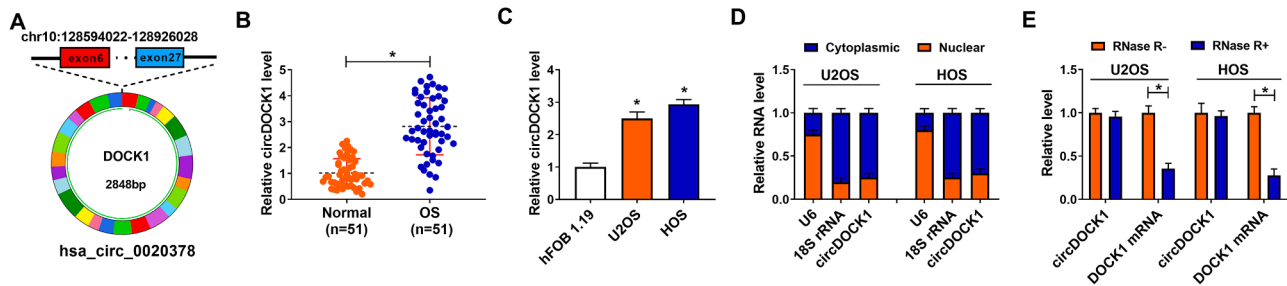 A
chr10:128594022-128926028
exon6
··
exon27
DOCK1
2848bp
hsa_circ_0020378
B
Relative circDOCK1 level
5
4
3
2
1
0
*
Normal
(n=51)
OS
(n=51)
C
Relative circDOCK1 level
4
3
2
1
0
*
*
hFOB 1.19
U2OS
HOS
D
Cytoplasmic
Nuclear
U2OS
HOS
Relative RNA level
1.5
1.0
0.5
0.0
U6
18S rRNA
circDOCK1
U6
18S rRNA
circDOCK1
E
RNase R-
RNase R+
U2OS
HOS
Relative level
1.5
1.0
0.5
0.0
*
*
circDOCK1
DOCK1 mRNA
circDOCK1
DOCK1 mRNA